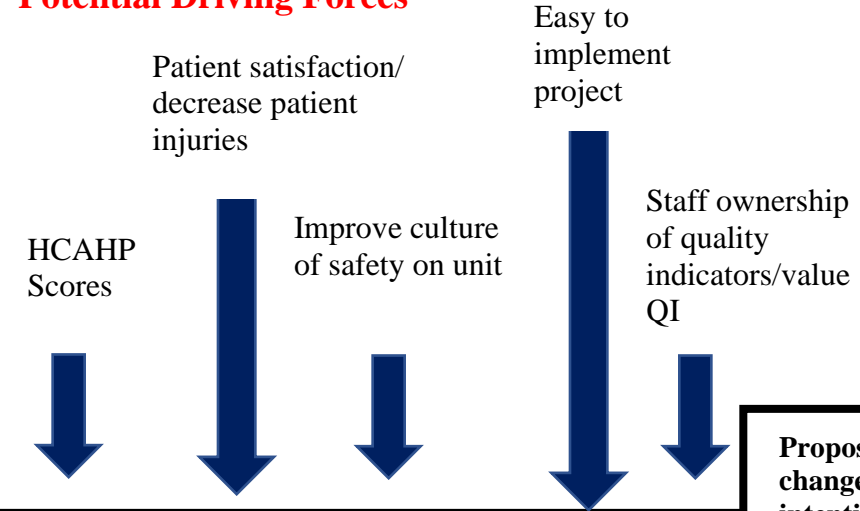 Potential Driving Forces
Easy to
implement
project
Patient satisfaction/
decrease patient
injuries
Staff ownership
of quality
indicators/value
QI
Improve culture
of safety on unit
HCAHP
Scores
change